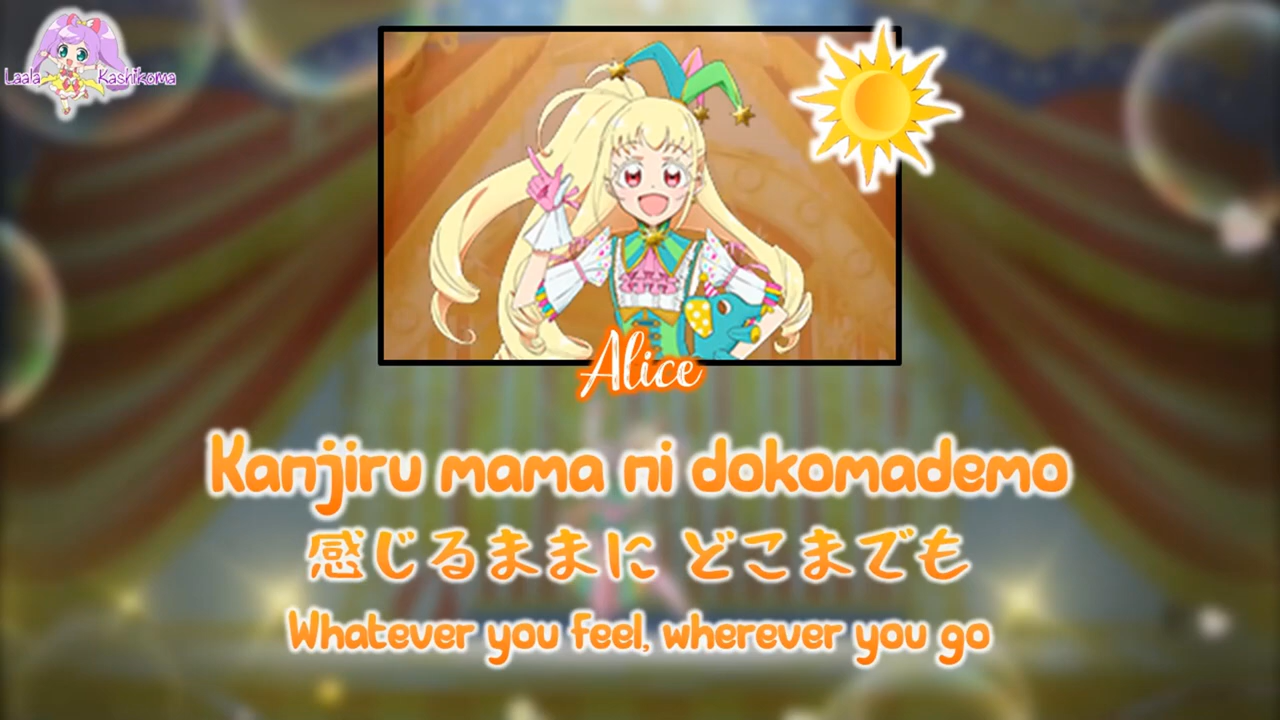 Laala Kashikoma
Alice
Kanjiru mama ni dokomademo
感じるままに どこまでも
Whatever you feel, wherever you go